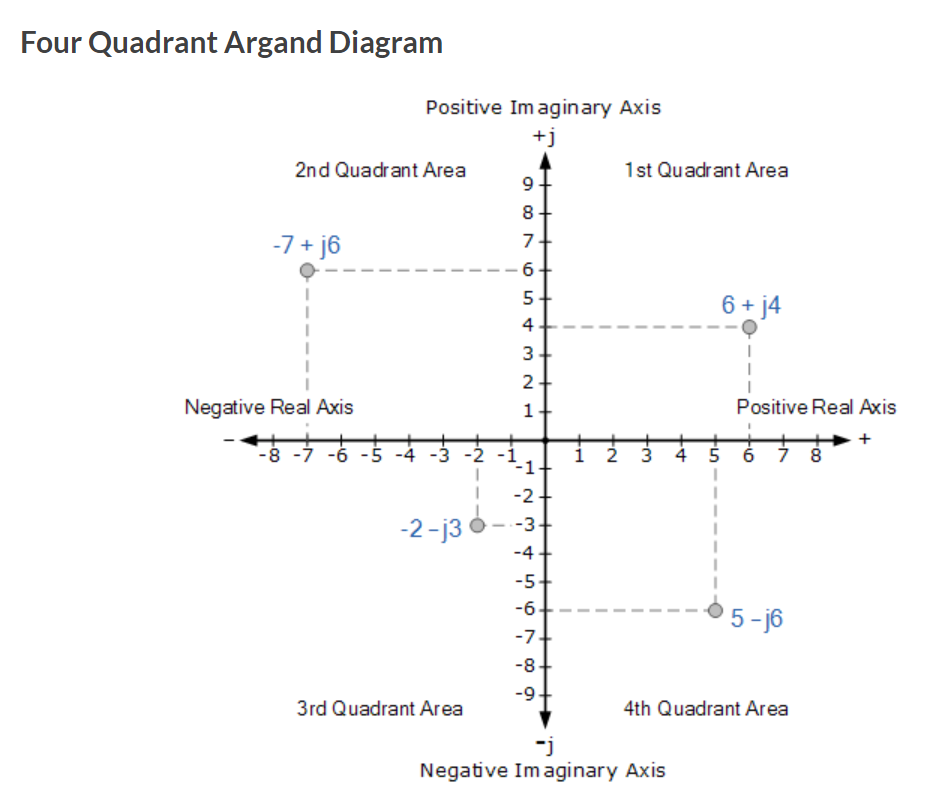 Four Quadrant Argand Diagram
Positive Imaginary Axis
+j
2nd Quadrant Area
1st Quadrant Area
9
8
-7 + j6
7
6
5
6 + j4
4
3
2
Negative Real Axis
1
Positive Real Axis
-
+
-8 -7 -6 -5 -4 -3 -2 -1
1 2 3 4 5 6 7 8
-1
-2
-2 -j3
-3
-4
-5
-6
5 -j6
-7
-8
-9
3rd Quadrant Area
4th Quadrant Area
-j
Negative Imaginary Axis